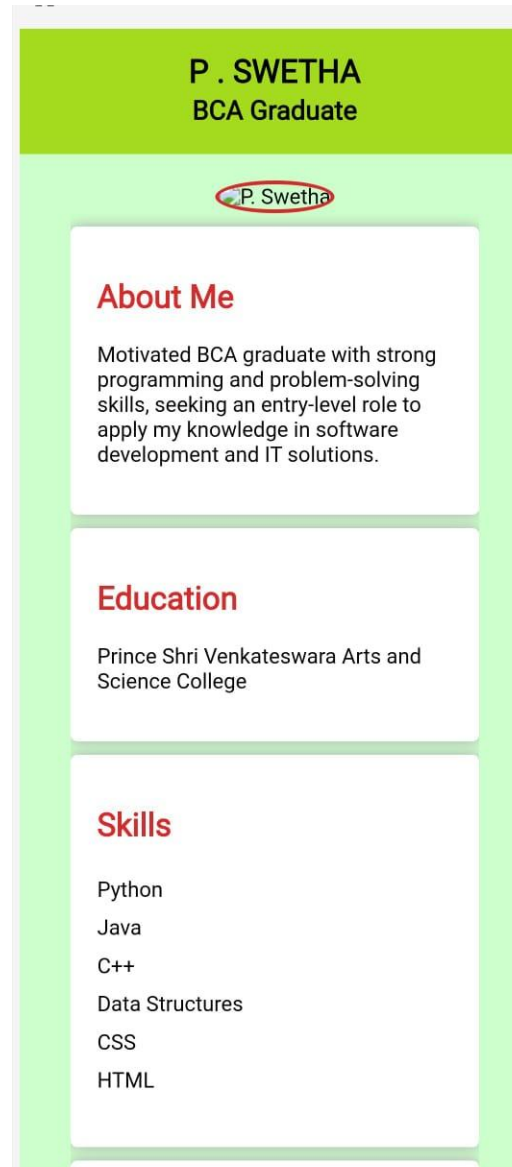 P . SWETHA
BCA Graduate
P. Swetha
About Me
Motivated BCA graduate with strong
programming and problem-solving
skills, seeking an entry-level role to
apply my knowledge in software
development and IT solutions.
Education
Prince Shri Venkateswara Arts and
Science College
Skills
Python
Java
C++
Data Structures
CSS
HTML